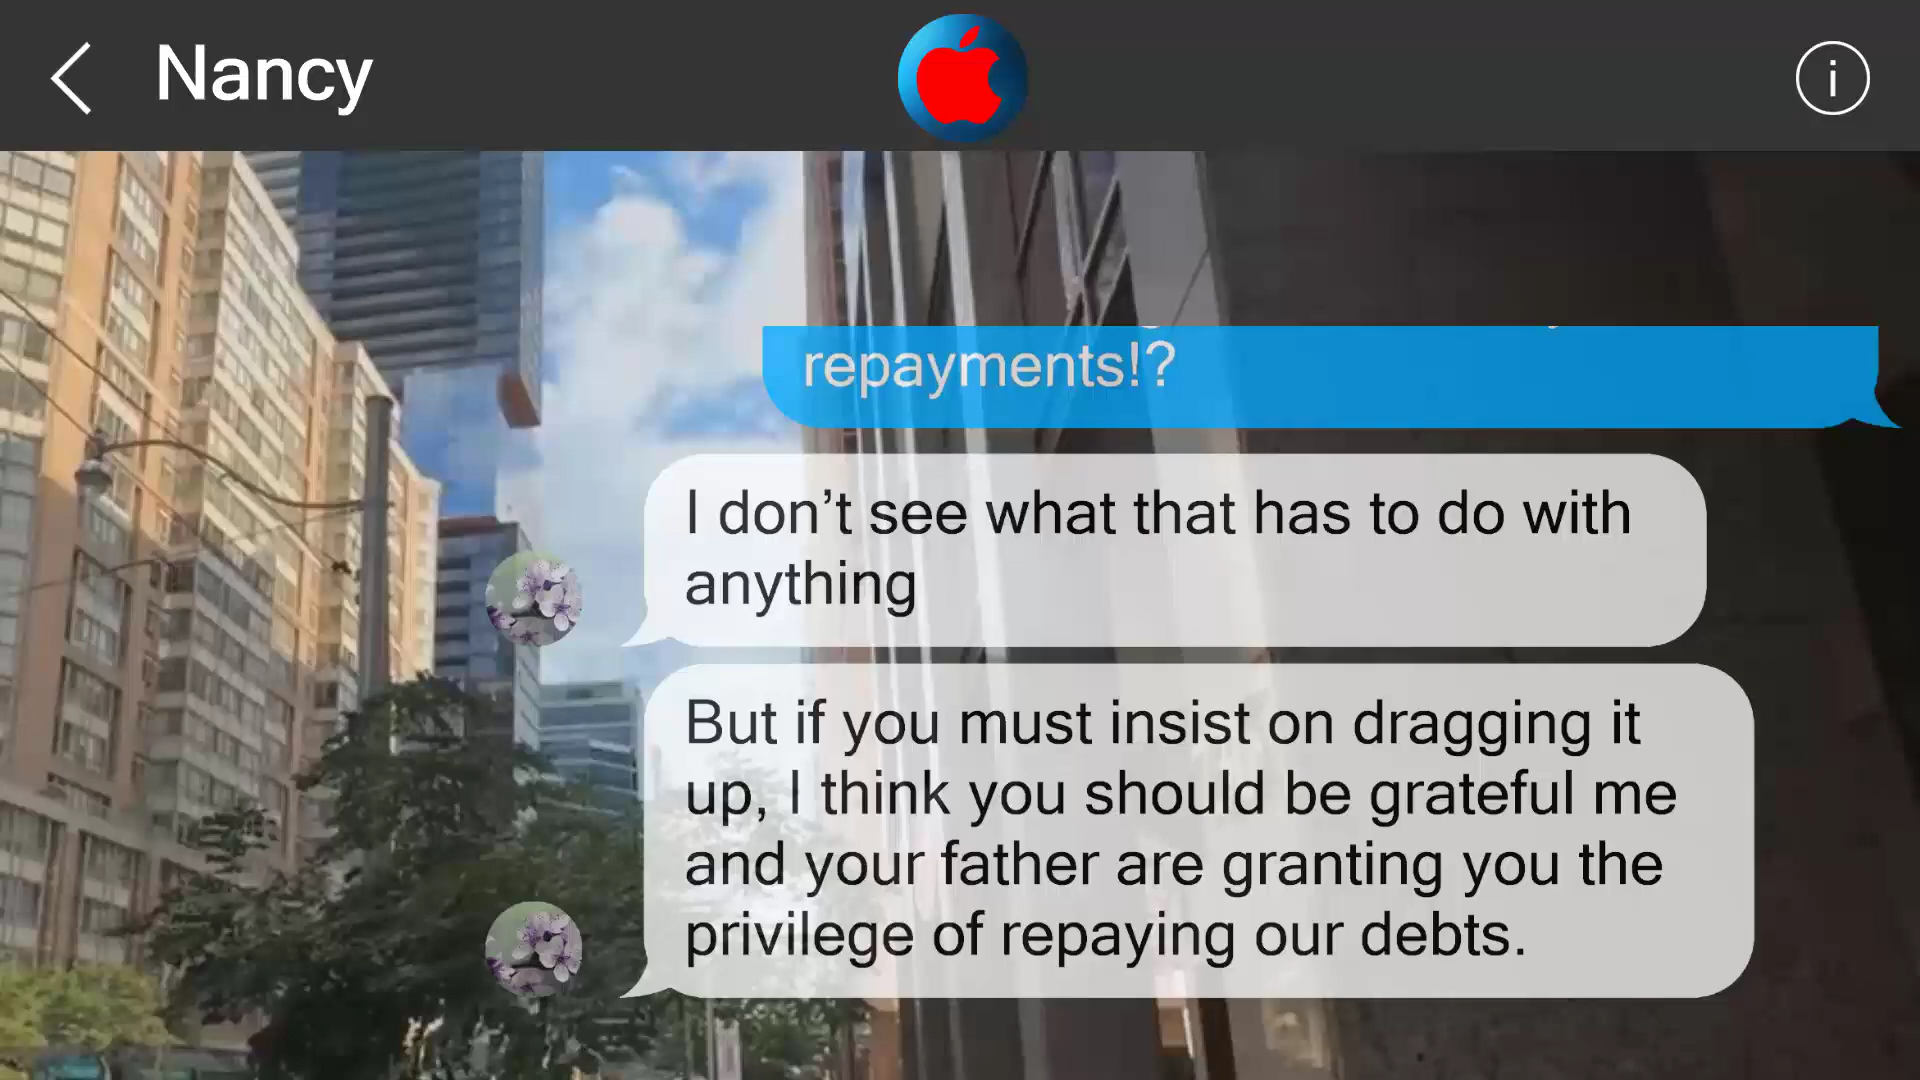 Nancy
i
repayments!?
I don’t see what that has to do with
anything
But if you must insist on dragging it
up, I think you should be grateful me
and your father are granting you the
privilege of repaying our debts.